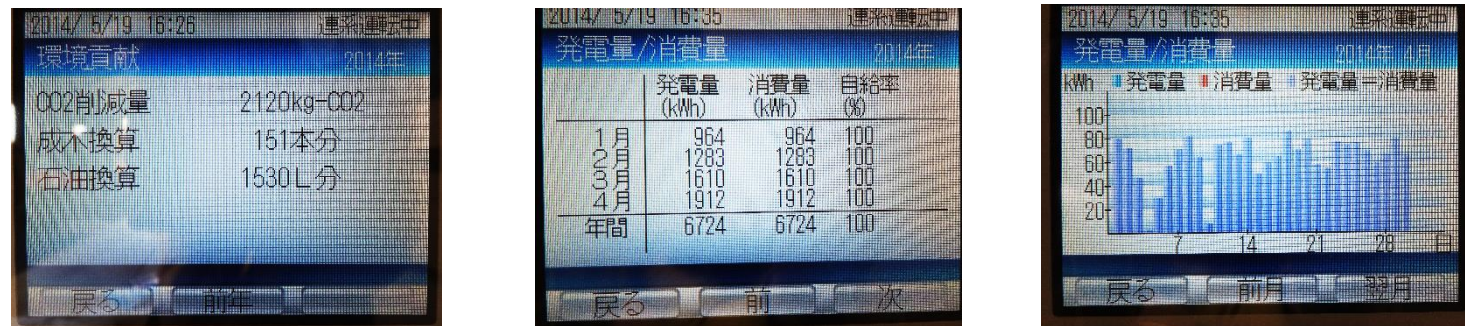 2014/ 5/19 16:26 連系運転中
環境貢献 2014年
CO2削減量 2120kg-CO2
成木換算 151本分
石油換算 1530L分
戻る 前年
2014/ 5/19 16:35 連系運転中
発電量/消費量 2014年
発電量 消費量 自給率
(kWh) (kWh) (%)
1月 964 964 100
2月 1283 1283 100
3月 1610 1610 100
4月 1912 1912 100
年間 6724 6724 100
戻る 前 次
2014/ 5/19 16:35 連系運転中
発電量/消費量 2014年 4月
kWh 発電量 消費量 発電量=消費量
100
80
60
40
20
7 14 21 28 日
戻る 前月 翌月